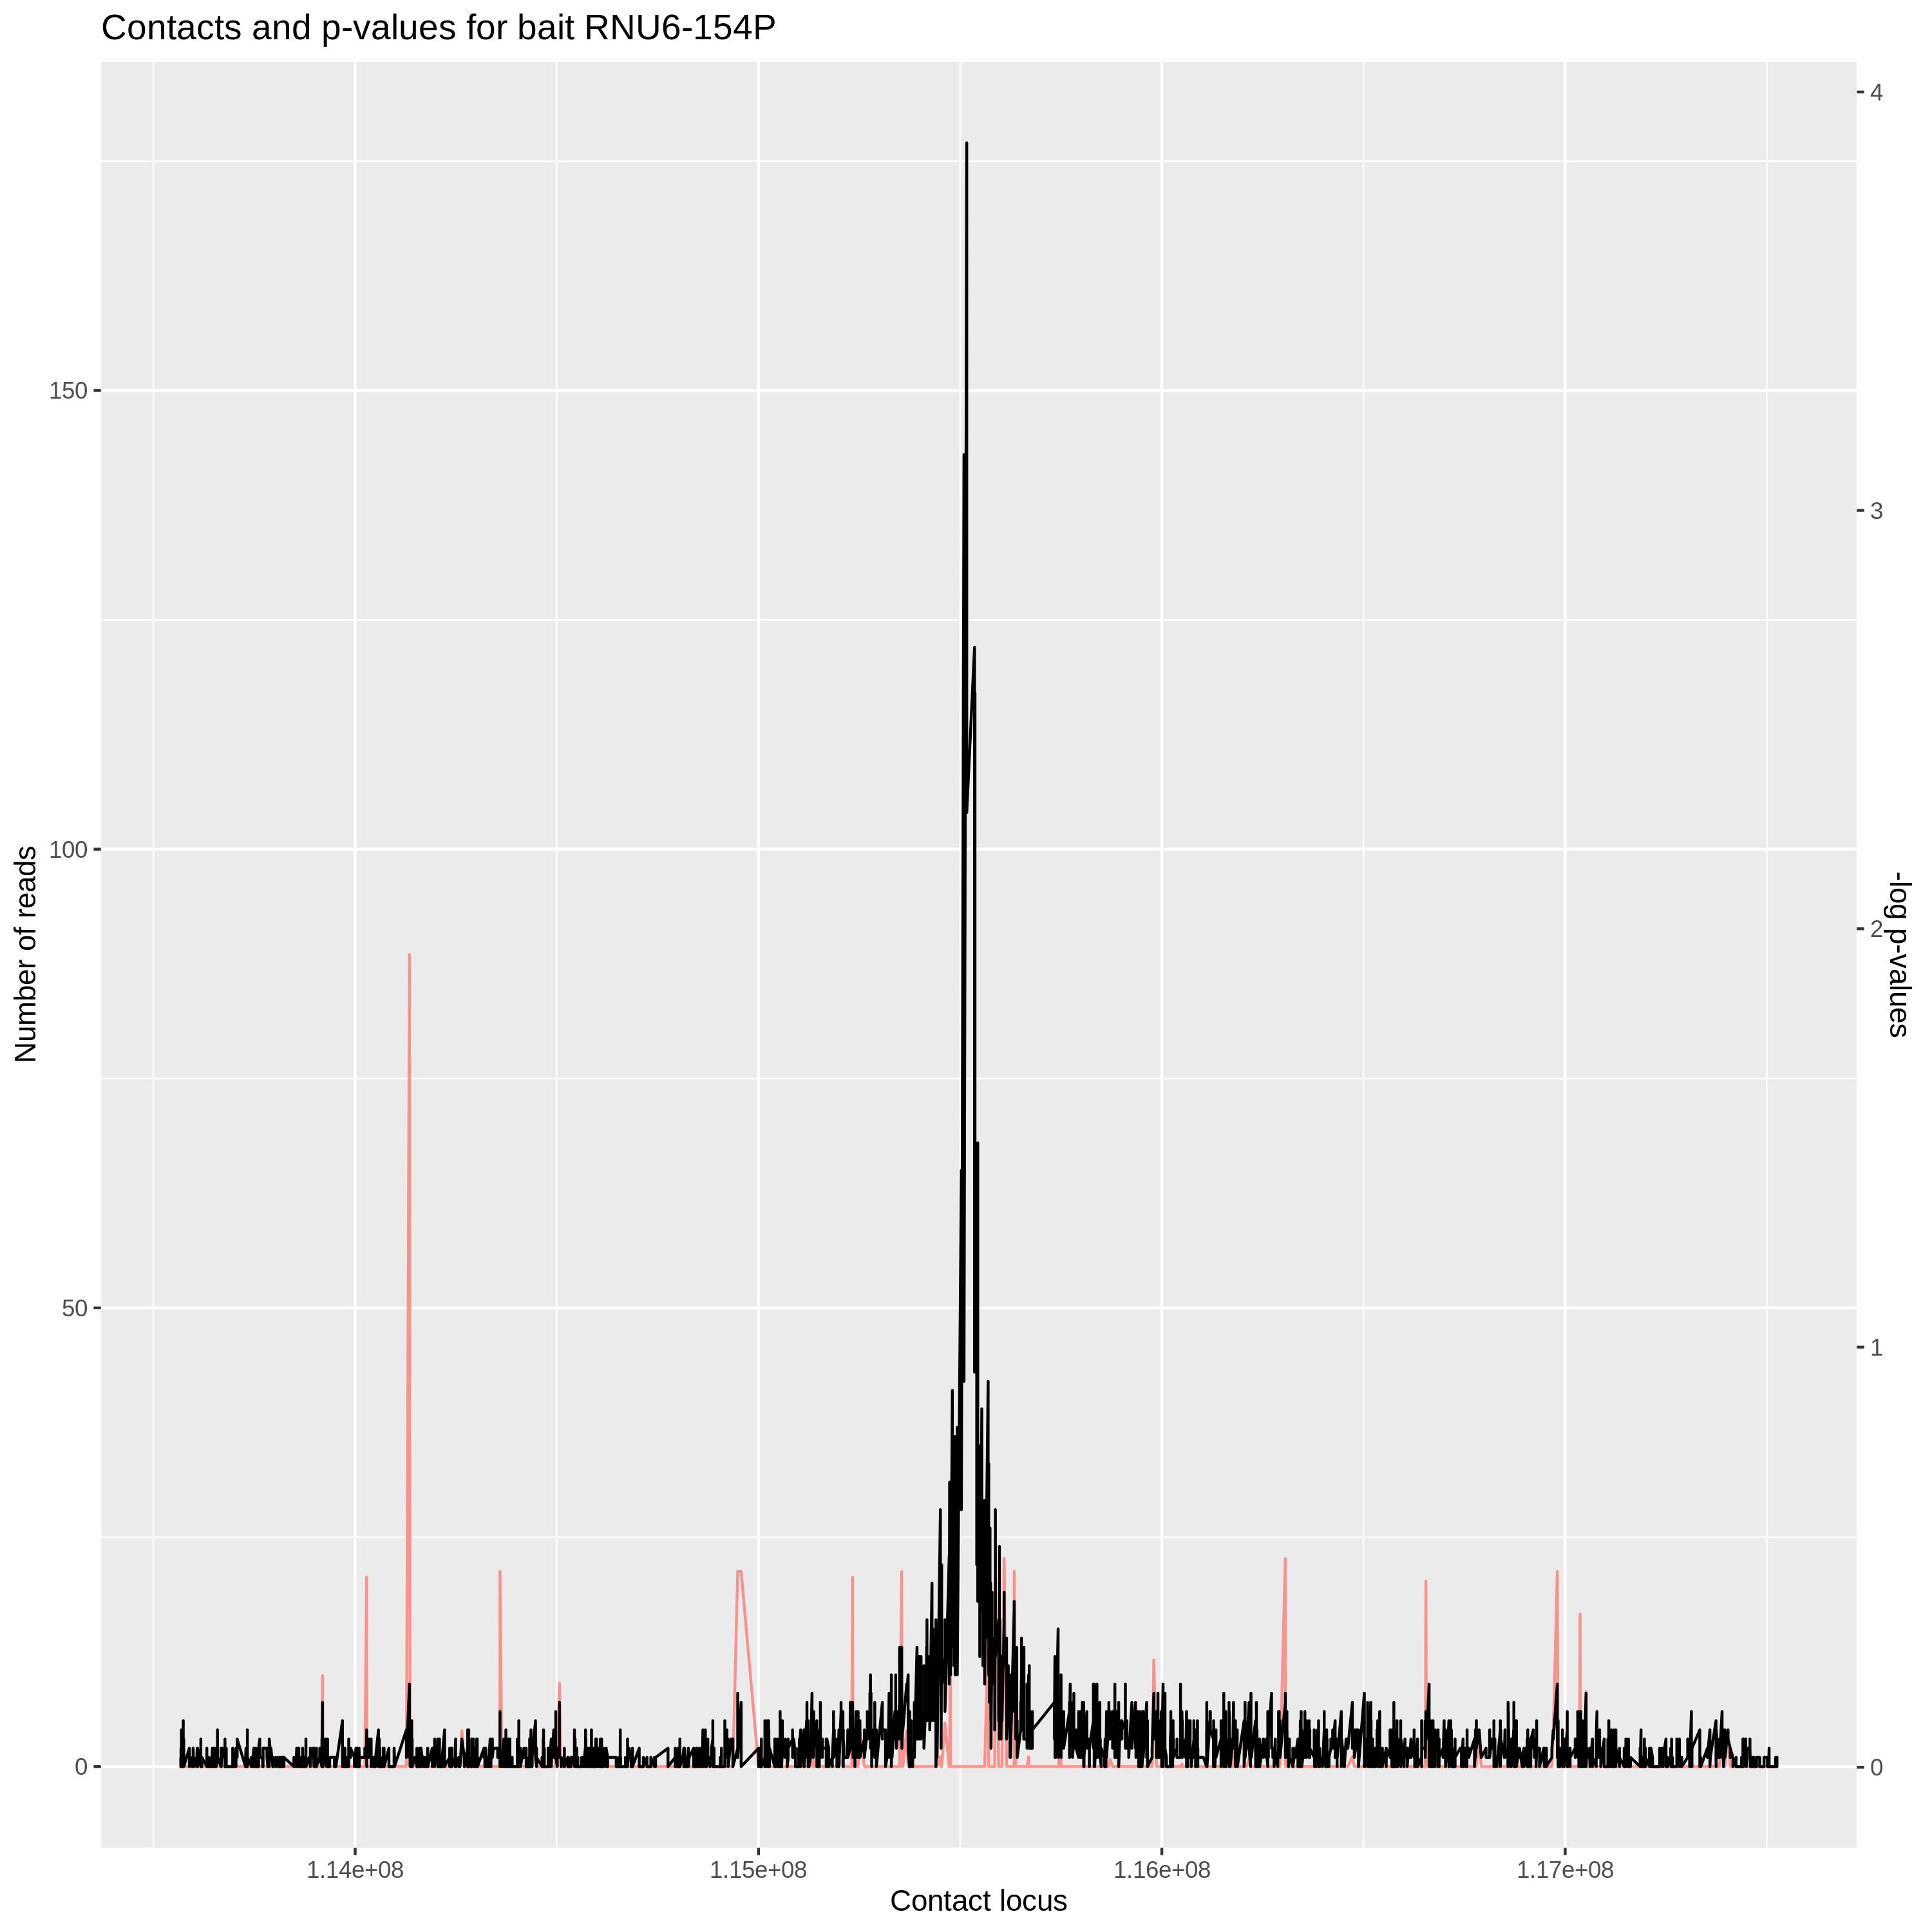 Contacts and p-values for bait RNU6-154P
Number of reads
150
100
50
0
4
3
2
1
0
-log p-values
1.14e+08
1.15e+08
1.16e+08
1.17e+08
Contact locus